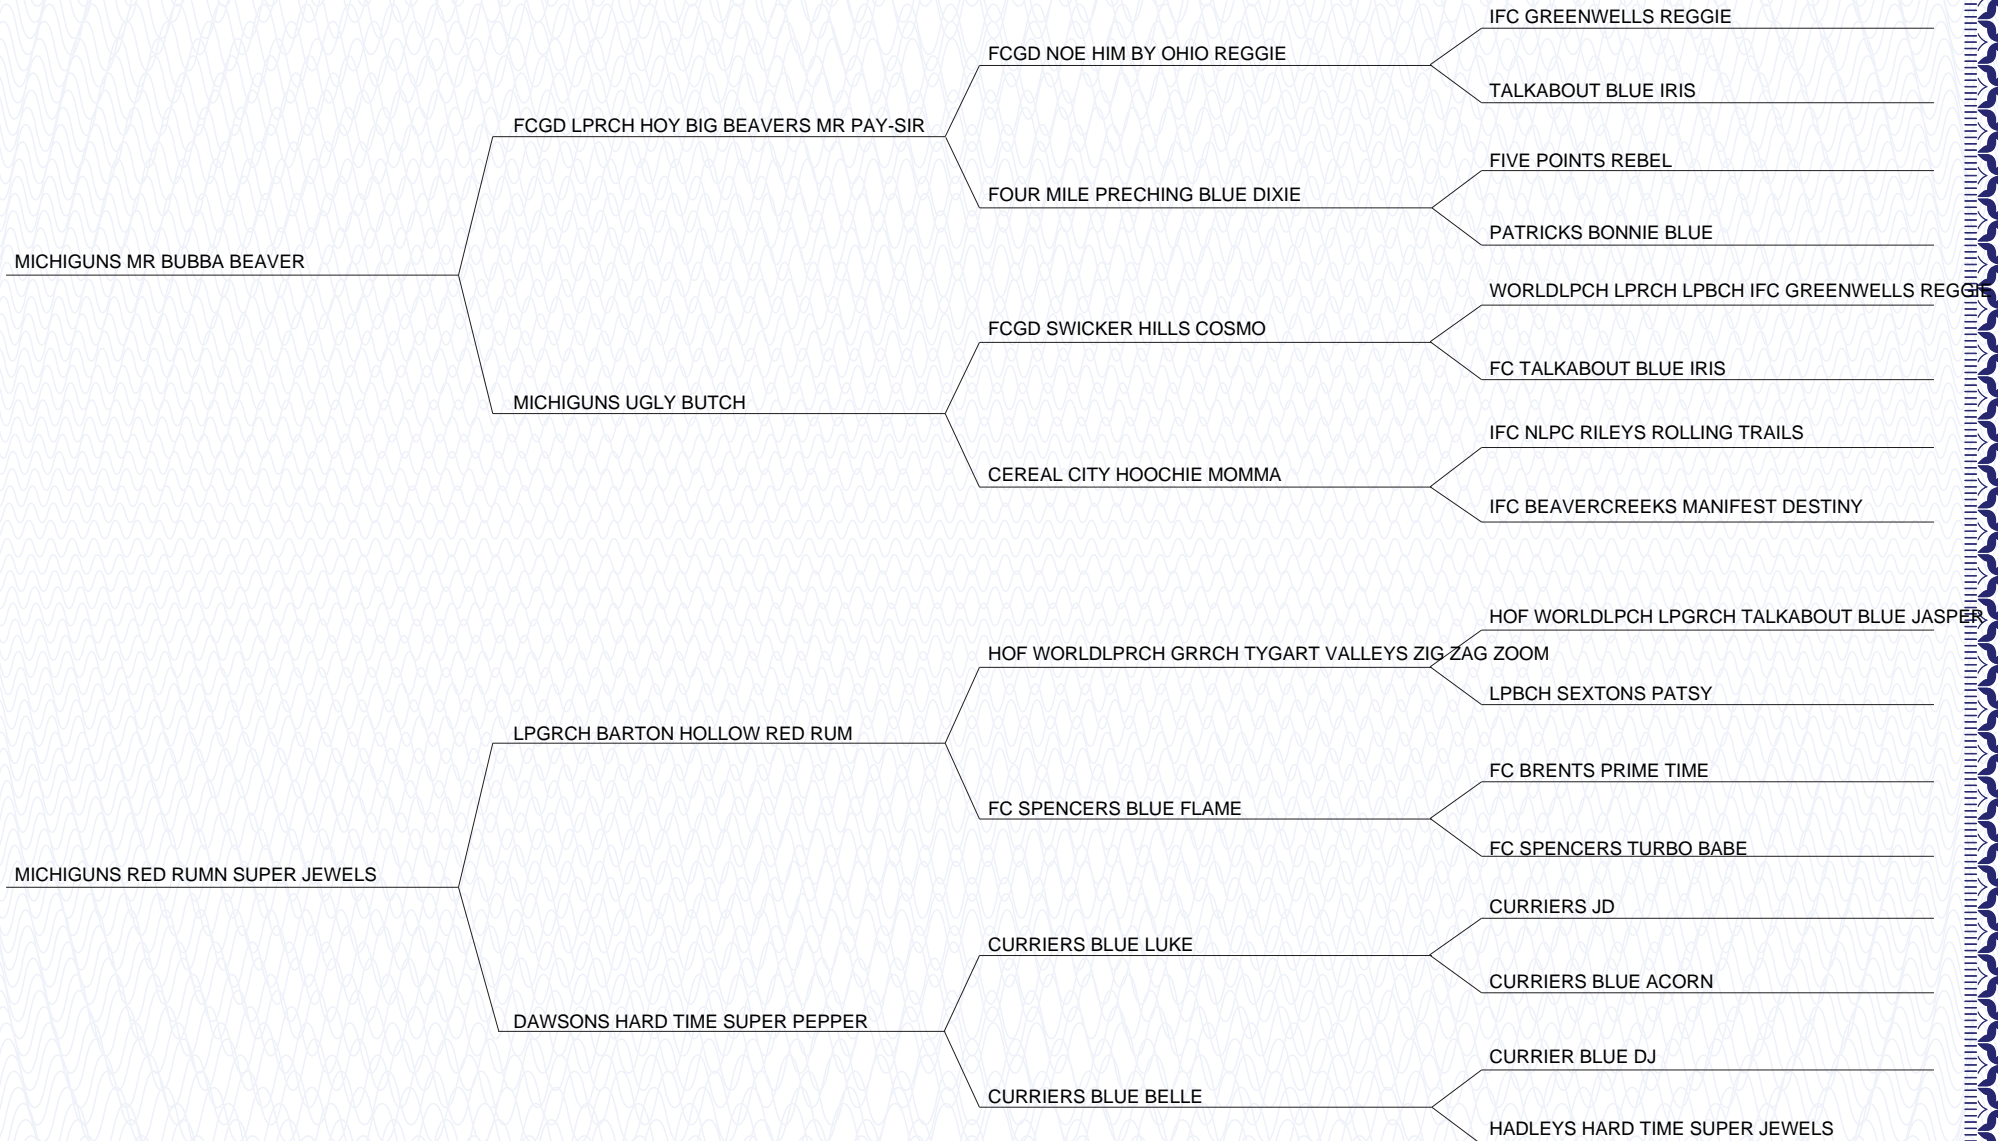 IFC GREENWELLS REGGIE
FCGD NOE HIM BY OHIO REGGIE
TALKABOUT BLUE IRIS
FCGD LPRCH HOY BIG BEAVERS MR PAY-SIR
FIVE POINTS REBEL
FOUR MILE PRECHING BLUE DIXIE
PATRICKS BONNIE BLUE
MICHIGUNS MR BUBBA BEAVER
WORLDLPCH LPRCH LPBCH IFC GREENWELLS REGGIE
FCGD SWICKER HILLS COSMO
FC TALKABOUT BLUE IRIS
MICHIGUNS UGLY BUTCH
IFC NLPC RILEYS ROLLING TRAILS
CEREAL CITY HOOCHIE MOMMA
IFC BEAVERCREEKS MANIFEST DESTINY
HOF WORLDLPCH LPGRCH TALKABOUT BLUE JASPER
HOF WORLDLPRCH GRRCH TYGART VALLEYS ZIG ZAG ZOOM
LPBCH SEXTONS PATSY
LPGRCH BARTON HOLLOW RED RUM
FC BRENTS PRIME TIME
FC SPENCERS BLUE FLAME
FC SPENCERS TURBO BABE
MICHIGUNS RED RUMN SUPER JEWELS
CURRIERS JD
CURRIERS BLUE LUKE
CURRIERS BLUE ACORN
DAWSONS HARD TIME SUPER PEPPER
CURRIER BLUE DJ
CURRIERS BLUE BELLE
HADLEYS HARD TIME SUPER JEWELS